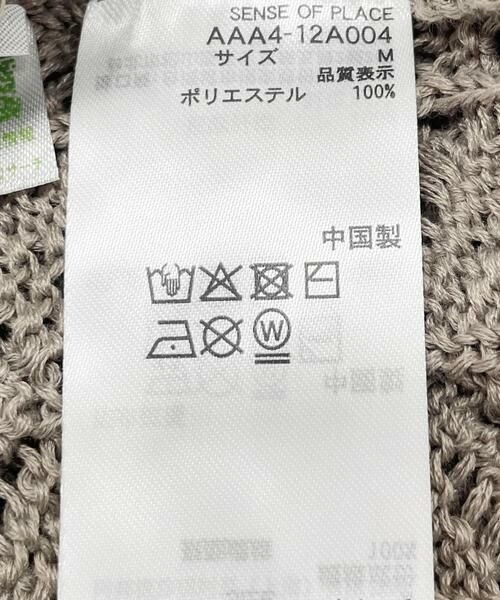 SENSE OF PLACE
AAA4-12A004
サイズ M
品質表示
ポリエステル 100%
中国製
W